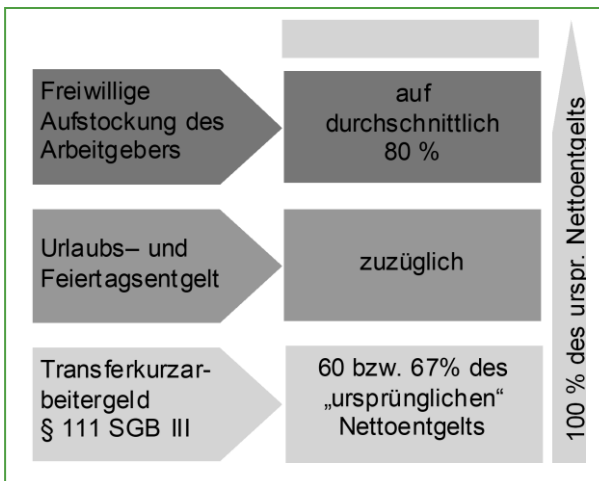 Freiwillige
Aufstockung des
Arbeitgebers
auf
durchschnittlich
80 %
Urlaubs– und
Feiertagsentgelt
zuzüglich
Transferkurzar-
beitergeld
§ 111 SGB III
60 bzw. 67% des
„ursprünglichen“
Nettoentgelts
100 % des urspr. Nettoentgelts